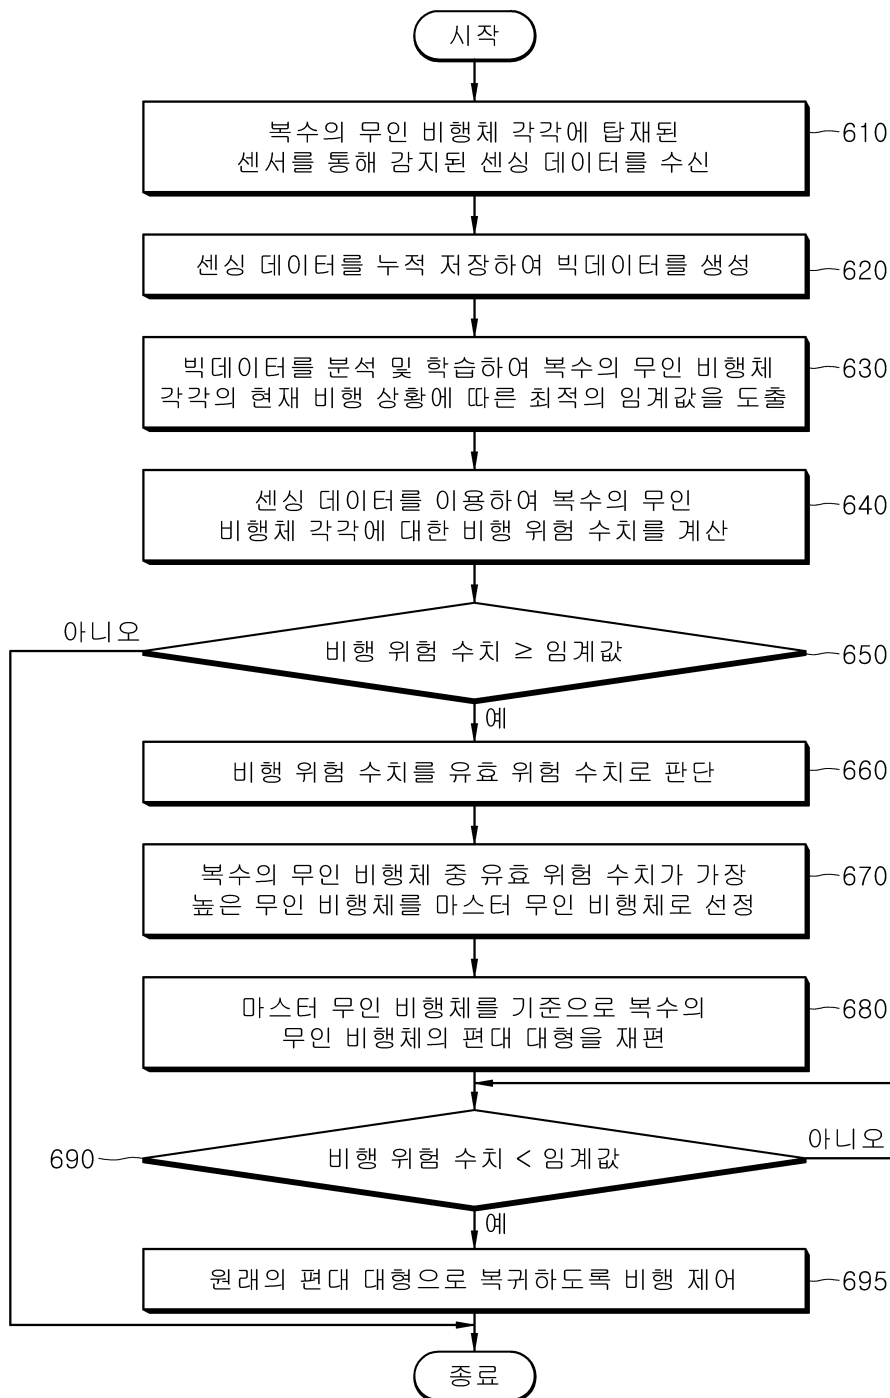 시작
복수의 무인 비행체 각각에 탑재된
센서를 통해 감지된 센싱 데이터를 수신
610
센싱 데이터를 누적 저장하여 빅데이터를 생성
620
빅데이터를 분석 및 학습하여 복수의 무인 비행체
각각의 현재 비행 상황에 따른 최적의 임계값을 도출
630
센싱 데이터를 이용하여 복수의 무인
비행체 각각에 대한 비행 위험 수치를 계산
640
아니오
비행 위험 수치 ≥ 임계값
650
예
비행 위험 수치를 유효 위험 수치로 판단
660
복수의 무인 비행체 중 유효 위험 수치가 가장
높은 무인 비행체를 마스터 무인 비행체로 선정
670
마스터 무인 비행체를 기준으로 복수의
무인 비행체의 편대 대형을 재편
680
아니오
690
비행 위험 수치 < 임계값
예
원래의 편대 대형으로 복귀하도록 비행 제어
695
종료